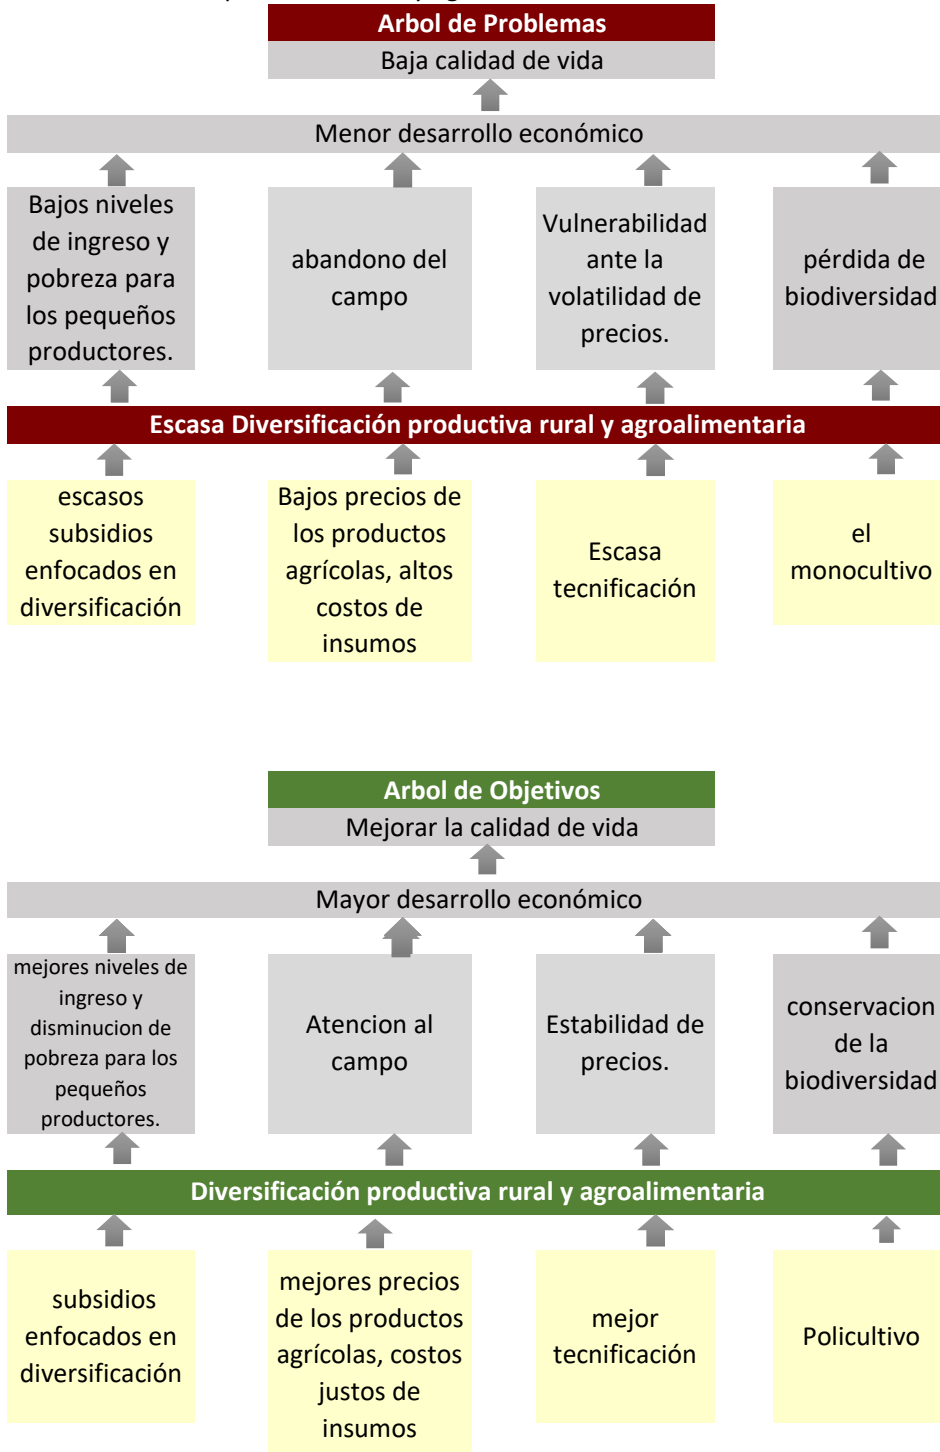 Arbol de Problemas
Baja calidad de vida
Menor desarrollo económico
Bajos niveles
de ingreso y
pobreza para
los pequeños
productores.
abandono del
campo
Vulnerabilidad
ante la
volatilidad de
precios.
pérdida de
biodiversidad
Escasa Diversificación productiva rural y agroalimentaria
escasos
subsidios
enfocados en
diversificación
Bajos precios de
los productos
agrícolas, altos
costos de
insumos
Escasa
tecnificación
el
monocultivo
Arbol de Objetivos
Mejorar la calidad de vida
Mayor desarrollo económico
mejores niveles de
ingreso y
disminucion de
pobreza para los
pequeños
productores.
Atencion al
campo
Estabilidad de
precios.
conservacion
de la
biodiversidad
Diversificación productiva rural y agroalimentaria
subsidios
enfocados en
diversificación
mejores precios
de los productos
agrícolas, costos
justos de
insumos
mejor
tecnificación
Policultivo